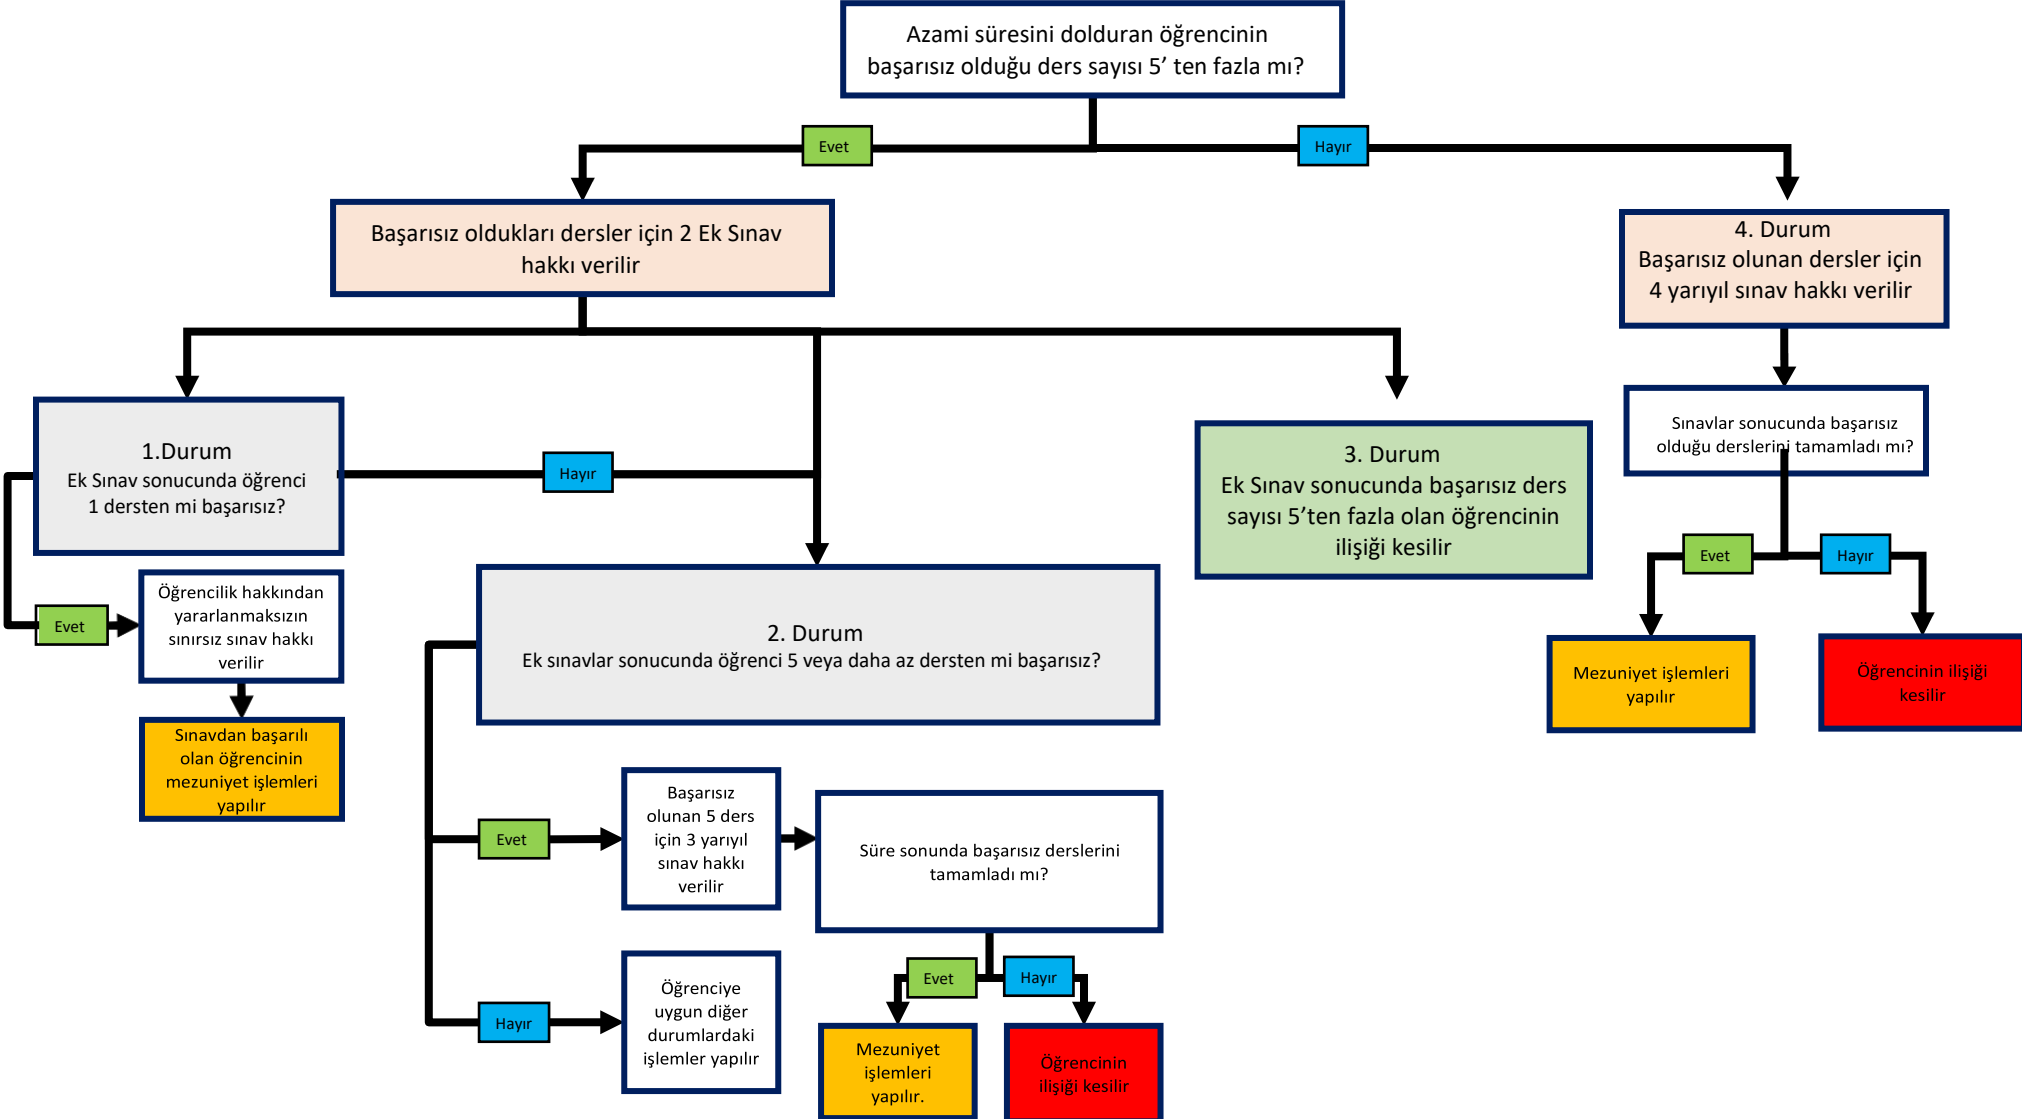 Azami süresini dolduran öğrencinin
başarısız olduğu ders sayısı 5’ ten fazla mı?
Evet
Hayır
Başarısız oldukları dersler için 2 Ek Sınav
hakkı verilir
4. Durum
Başarısız olunan dersler için
4 yarıyıl sınav hakkı verilir
1.Durum
Ek Sınav sonucunda öğrenci
1 dersten mi başarısız?
Hayır
3. Durum
Ek Sınav sonucunda başarısız ders
sayısı 5’ten fazla olan öğrencinin
ilişiği kesilir
Sınavlar sonucunda başarısız
olduğu derslerini tamamladı mı?
Evet
Hayır
Evet
Öğrencilik hakkından
yararlanmaksızın
sınırsız sınav hakkı
verilir
2. Durum
Ek sınavlar sonucunda öğrenci 5 veya daha az dersten mi başarısız?
Mezuniyet işlemleri
yapılır
Öğrencinin ilişiği
kesilir
Sınavdan başarılı
olan öğrencinin
mezuniyet işlemleri
yapılır
Evet
Başarısız
olunan 5 ders
için 3 yarıyıl
sınav hakkı
verilir
Süre sonunda başarısız derslerini
tamamladı mı?
Hayır
Öğrenciye
uygun diğer
durumlardaki
işlemler yapılır
Evet
Hayır
Mezuniyet
işlemleri
yapılır.
Öğrencinin
ilişiği kesilir